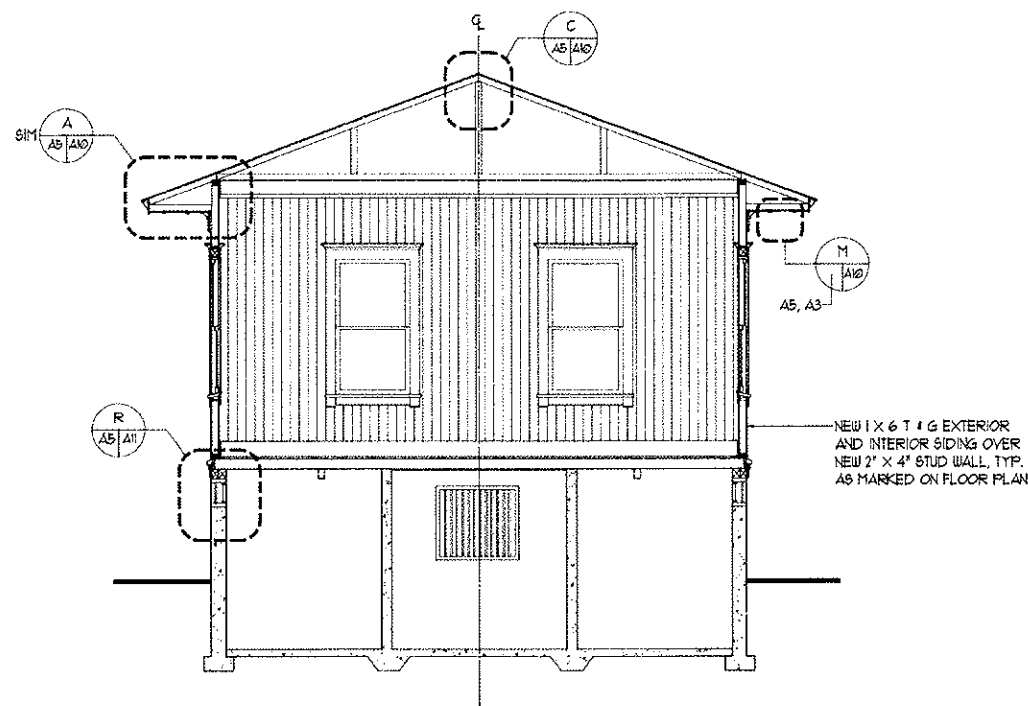 ℄
C
A5 A10
A
SIM
A5 A10
M
A10
A5, A3
R
A5 A11
NEW 1 X 6 T & G EXTERIOR
AND INTERIOR SIDING OVER
NEW 2" X 4" STUD WALL, TYP.
AS MARKED ON FLOOR PLAN